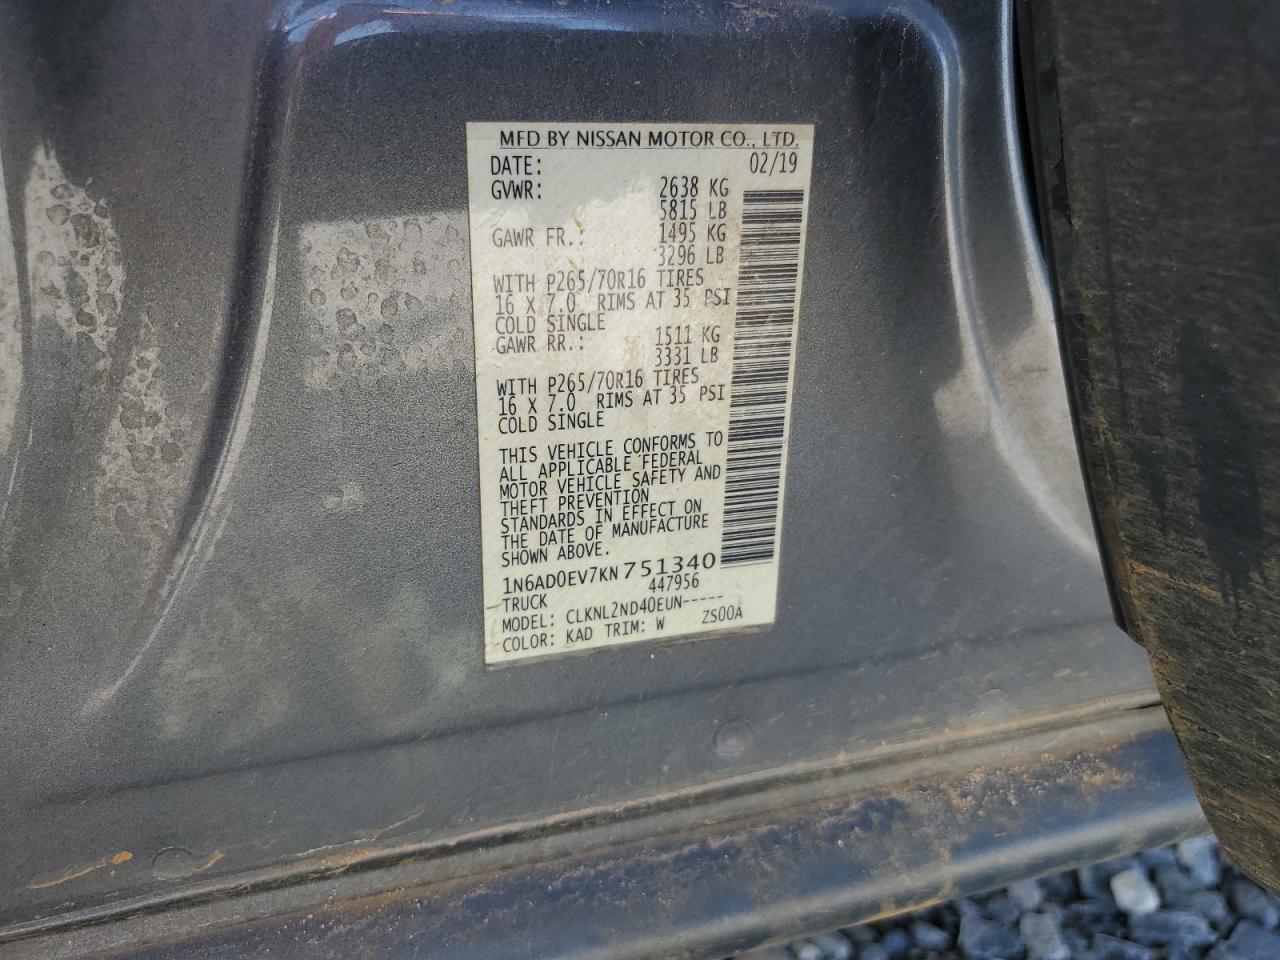 MFD BY NISSAN MOTOR CO., LTD.
DATE: 02/19
GVWR: 2638 KG
5815 LB
GAWR FR.: 1495 KG
3296 LB
WITH P265/70R16 TIRES
16 X 7.0 RIMS AT 35 PSI
COLD SINGLE
GAWR RR.: 1511 KG
3331 LB
WITH P265/70R16 TIRES
16 X 7.0 RIMS AT 35 PSI
COLD SINGLE
THIS VEHICLE CONFORMS TO
ALL APPLICABLE FEDERAL
MOTOR VEHICLE SAFETY AND
THEFT PREVENTION
STANDARDS IN EFFECT ON
THE DATE OF MANUFACTURE
SHOWN ABOVE.
1N6AD0EV7KN751340
TRUCK 447956
MODEL: CLKNL2ND40EUN-----
COLOR: KAD TRIM: W ZS00A